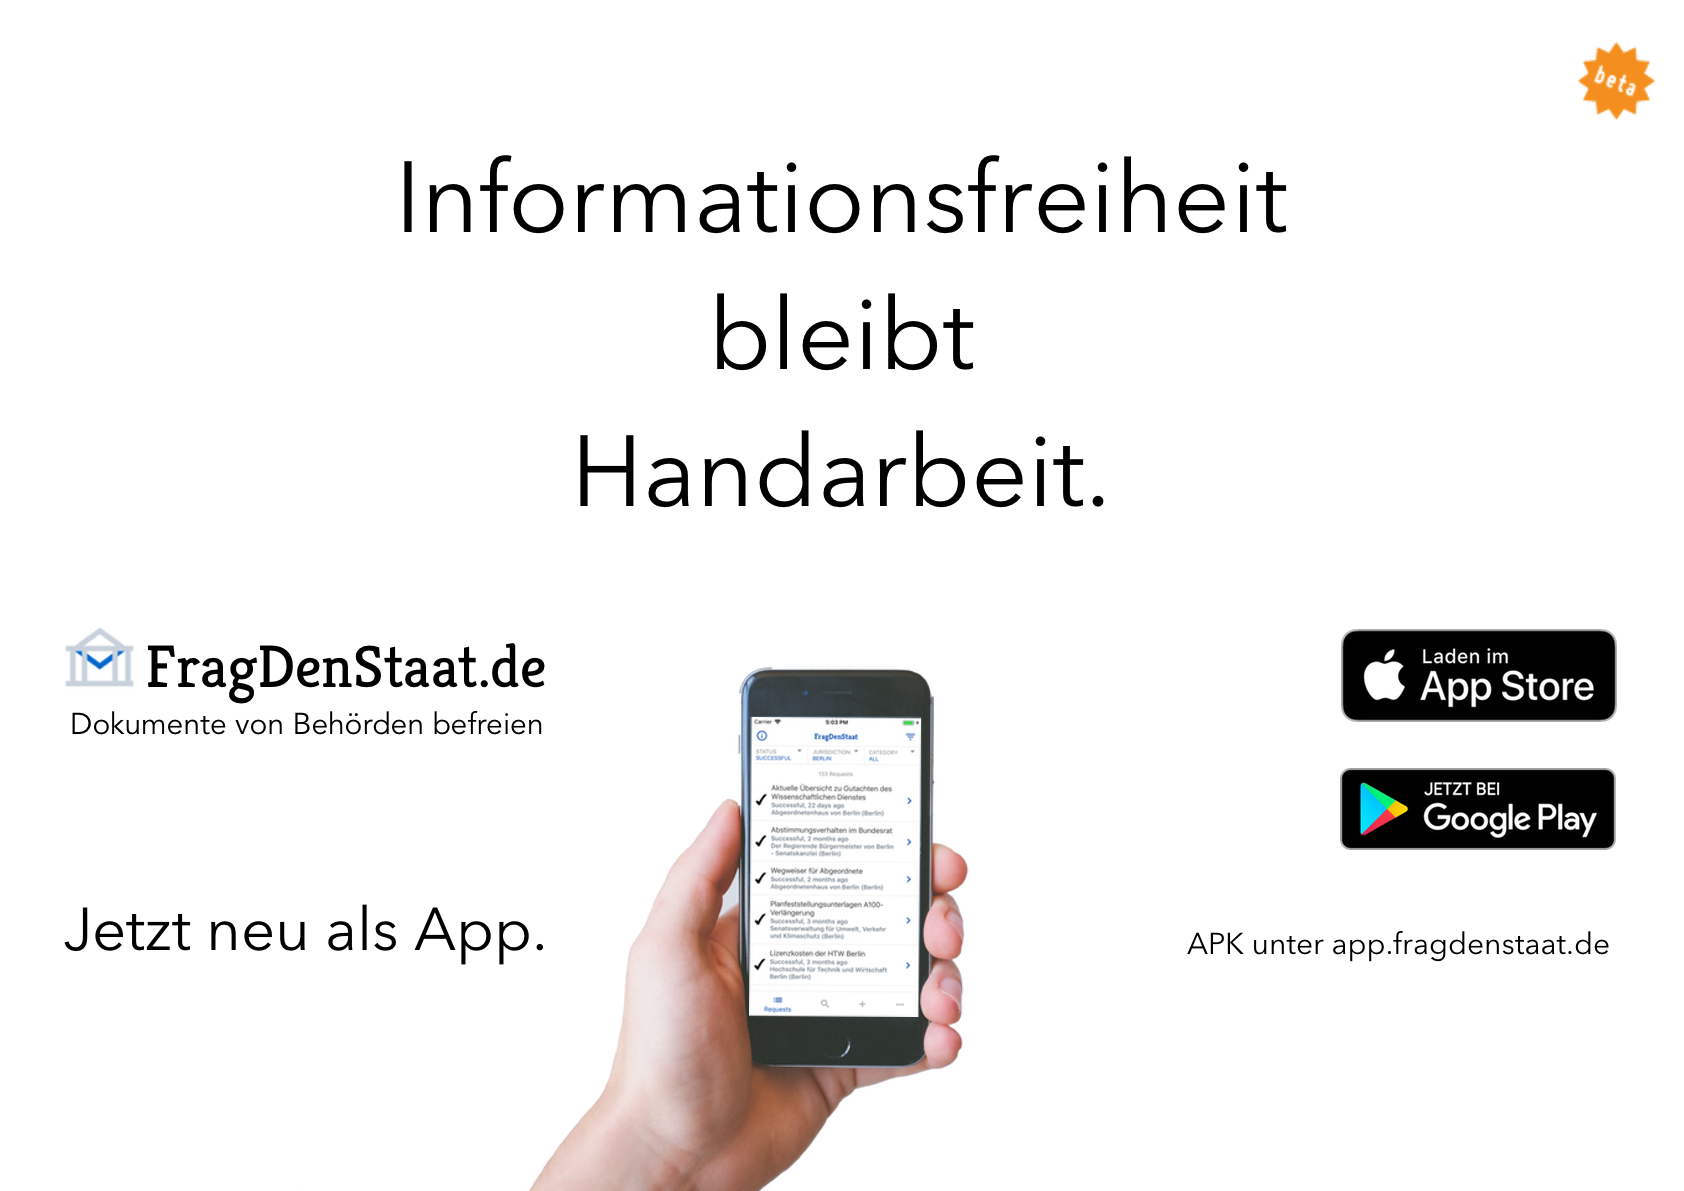 beta
Informationsfreiheit
bleibt
Handarbeit.
FragDenStaat.de
Dokumente von Behörden befreien
Jetzt neu als App.
Carrier 5:03 PM
FragDenStaat
STATUS JURISDICTION CATEGORY
SUCCESSFUL BERLIN ALL
133 Requests
Aktuelle Übersicht zu Gutachten des
Wissenschaftlichen Dienstes
Successful, 22 days ago
Abgeordnetenhaus von Berlin (Berlin)
Abstimmungsverhalten im Bundesrat
Successful, 2 months ago
Der Regierende Bürgermeister von Berlin
- Senatskanzlei (Berlin)
Wegweiser für Abgeordnete
Successful, 2 months ago
Abgeordnetenhaus von Berlin (Berlin)
Planfeststellungsunterlagen A100-
Verlängerung
Successful, 3 months ago
Senatsverwaltung für Umwelt, Verkehr
und Klimaschutz (Berlin)
Lizenzkosten der HTW Berlin
Successful, 3 months ago
Hochschule für Technik und Wirtschaft
Berlin (Berlin)
Requests
Laden im
App Store
JETZT BEI
Google Play
APK unter app.fragdenstaat.de